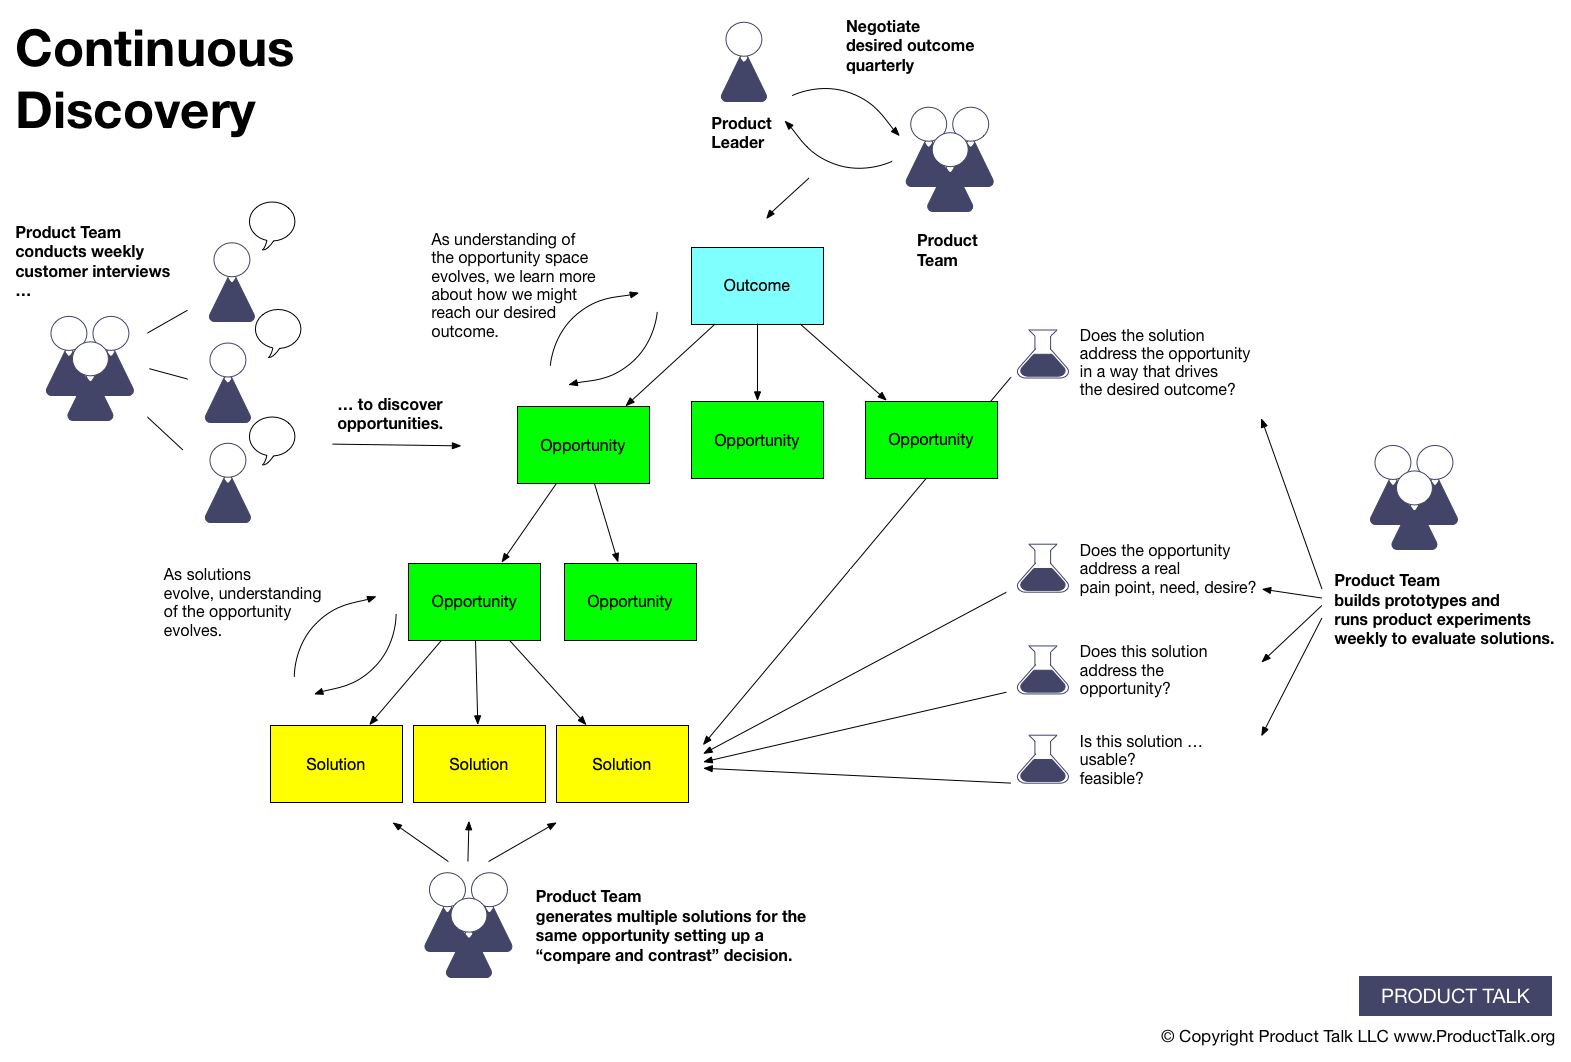 Continuous
Discovery
Negotiate
desired outcome
quarterly
Product
Leader
Product
Team
Product Team
conducts weekly
customer interviews
...
... to discover
opportunities.
As understanding of
the opportunity space
evolves, we learn more
about how we might
reach our desired
outcome.
Outcome
Opportunity
Opportunity
Opportunity
Does the solution
address the opportunity
in a way that drives
the desired outcome?
As solutions
evolve, understanding
of the opportunity
evolves.
Opportunity
Opportunity
Does the opportunity
address a real
pain point, need, desire?
Does this solution
address the
opportunity?
Is this solution ...
usable?
feasible?
Product Team
builds prototypes and
runs product experiments
weekly to evaluate solutions.
Solution
Solution
Solution
Product Team
generates multiple solutions for the
same opportunity setting up a
“compare and contrast” decision.
PRODUCT TALK
© Copyright Product Talk LLC www.ProductTalk.org